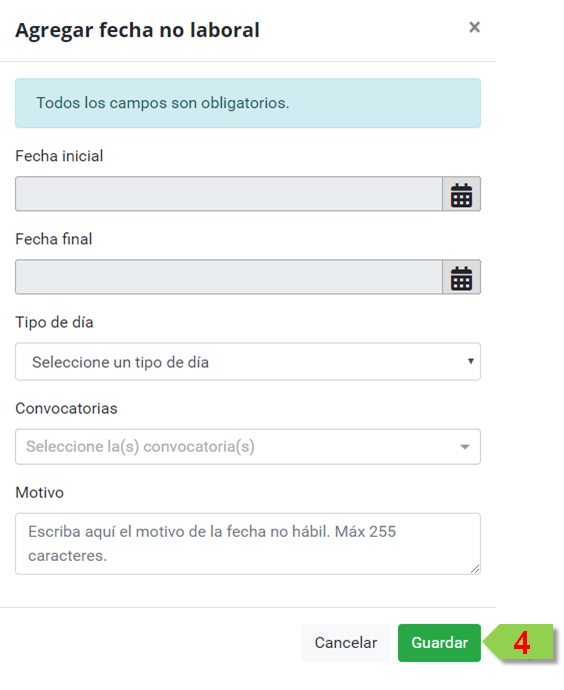 Agregar fecha no laboral
×
Todos los campos son obligatorios.
Fecha inicial
Fecha final
Tipo de día
Seleccione un tipo de día
Convocatorias
Seleccione la(s) convocatoria(s)
Motivo
Escriba aquí el motivo de la fecha no hábil. Máx 255
caracteres.
Cancelar Guardar 4